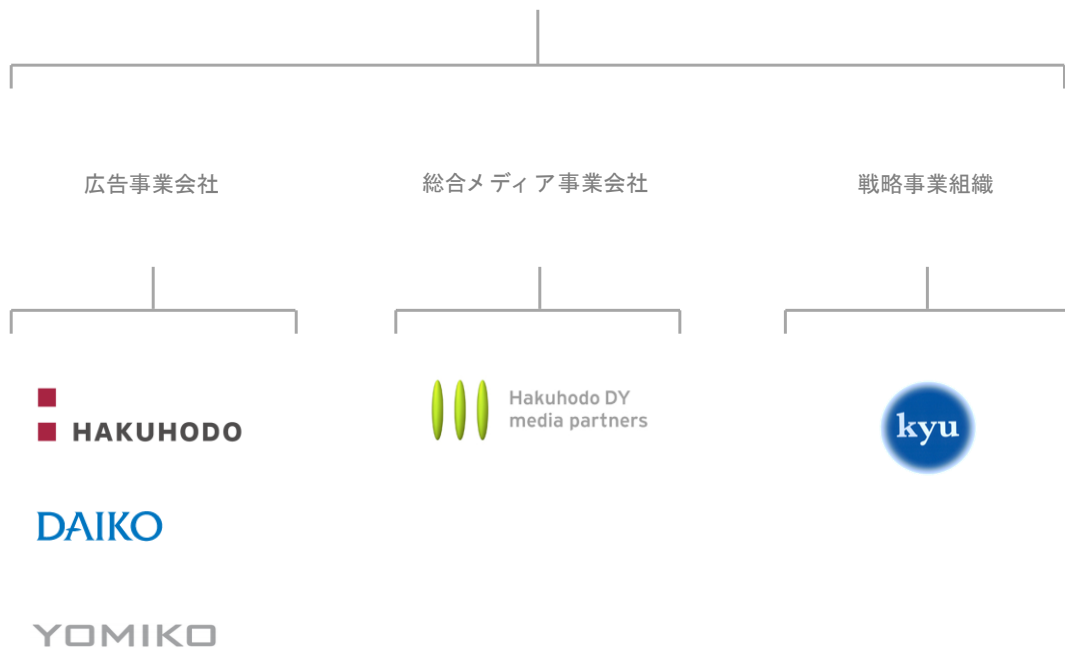 広告事業会社
総合メディア事業会社
戦略事業組織
HAKUHODO
Hakuhodo DY
media partners
kyu
DAIKO
YOMIKO